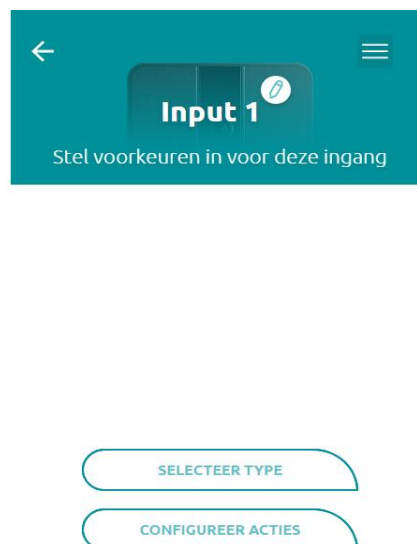 Input 1
Stel voorkeuren in voor deze ingang
SELECTEER TYPE
CONFIGUREER ACTIES